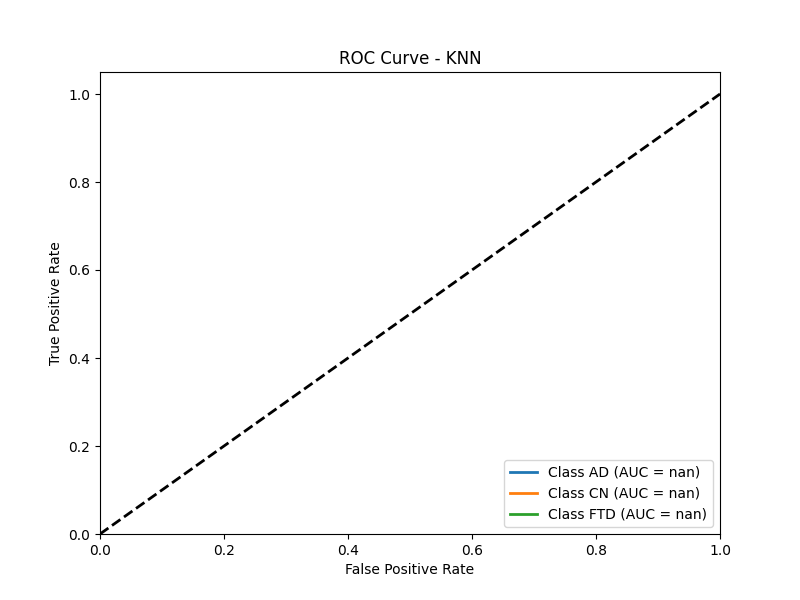 ROC Curve - KNN
True Positive Rate
1.0
0.8
0.6
0.4
0.2
0.0
0.0 0.2 0.4 0.6 0.8 1.0
False Positive Rate
Class AD (AUC = nan)
Class CN (AUC = nan)
Class FTD (AUC = nan)